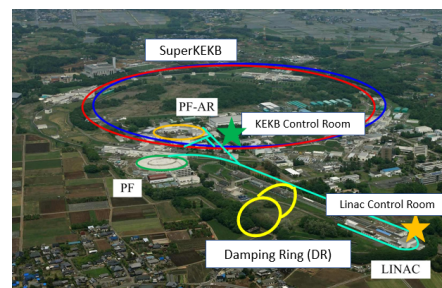 SuperKEKB
PF-AR
KEKB Control Room
PF
Linac Control Room
Damping Ring (DR)
LINAC